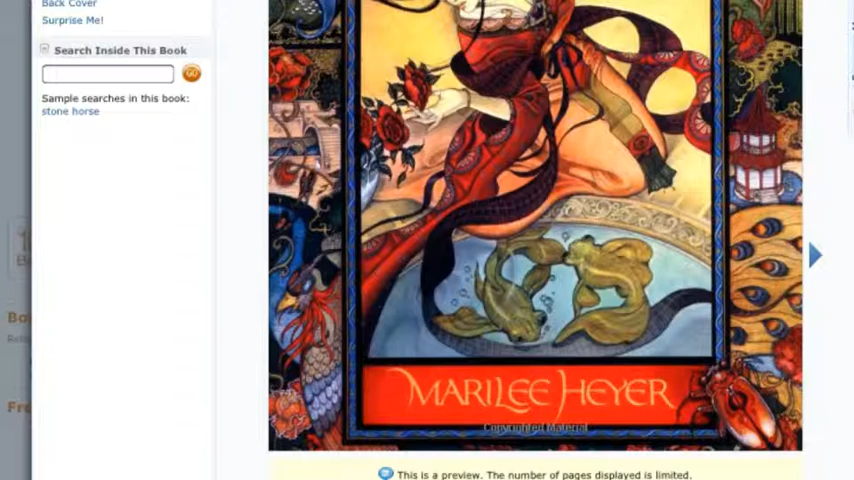 Back Cover
Surprise Me!
Search Inside This Book
GO
Sample searches in this book:
stone horse
MARILEE HEYER
Copyrighted Material
This is a preview. The number of pages displayed is limited.